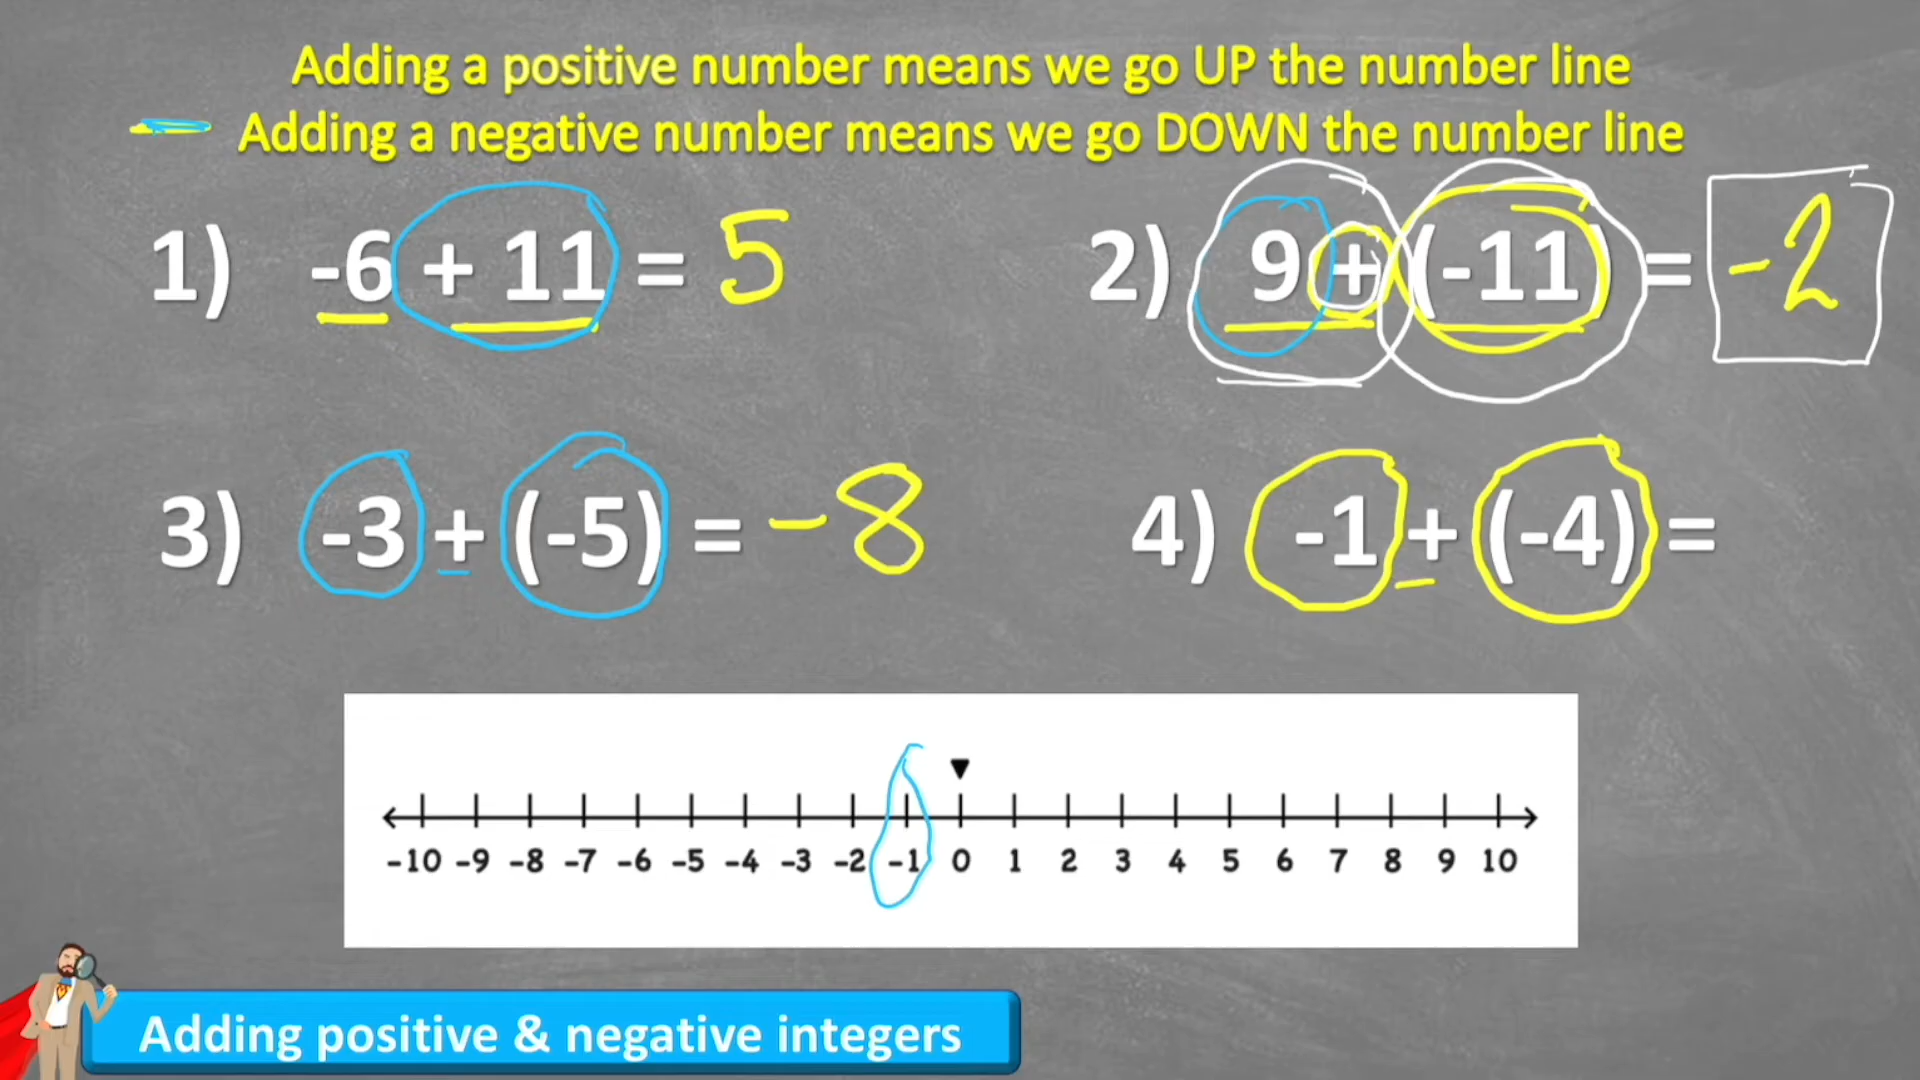 Adding a positive number means we go UP the number line
Adding a negative number means we go DOWN the number line
1) -6 + 11 = 5
2) 9 + (-11) = -2
3) -3 + (-5) = -8
4) -1 + (-4) =
-10 -9 -8 -7 -6 -5 -4 -3 -2 -1 0 1 2 3 4 5 6 7 8 9 10
Adding positive & negative integers